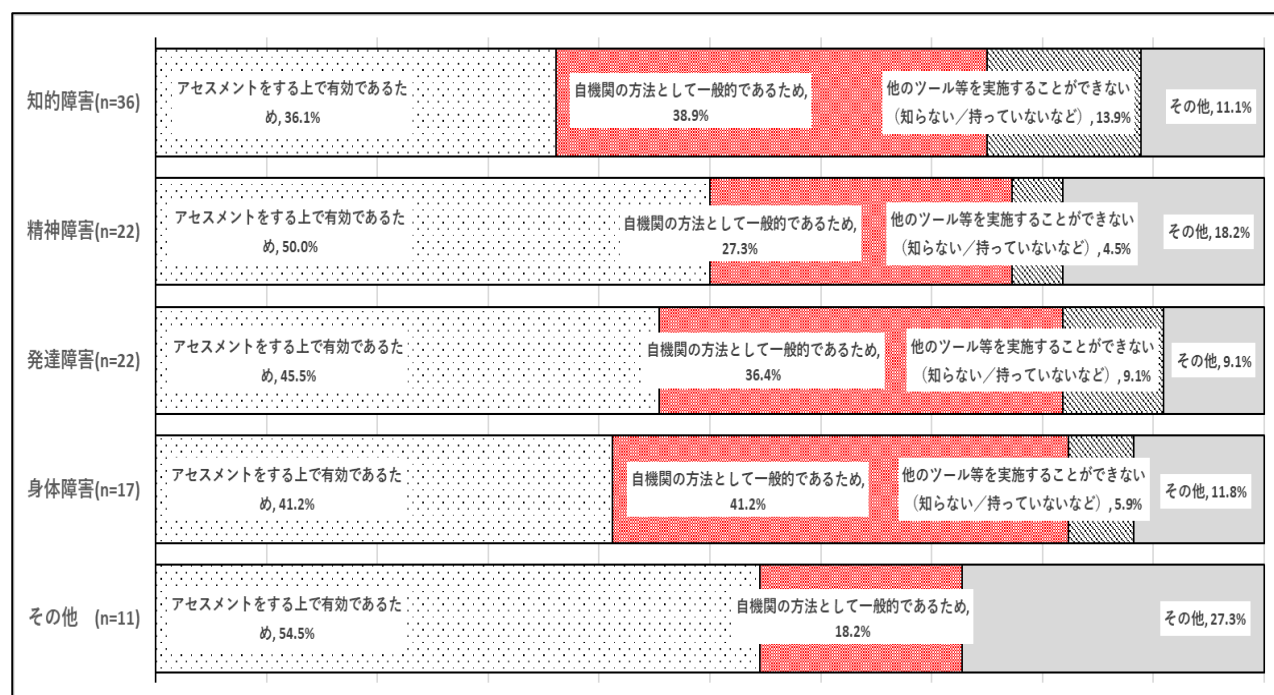 知的障害(n=36)
アセスメントをする上で有効であるた
め, 36.1%
自機関の方法として一般的であるため,
38.9%
他のツール等を実施することができない
（知らない／持っていないなど）, 13.9%
その他, 11.1%
精神障害(n=22)
アセスメントをする上で有効であるた
め, 50.0%
自機関の方法として一般的であるため,
27.3%
他のツール等を実施することができない
（知らない／持っていないなど）, 4.5%
その他, 18.2%
発達障害(n=22)
アセスメントをする上で有効であるた
め, 45.5%
自機関の方法として一般的であるため,
36.4%
他のツール等を実施することができない
（知らない／持っていないなど）, 9.1%
その他, 9.1%
身体障害(n=17)
アセスメントをする上で有効であるた
め, 41.2%
自機関の方法として一般的であるため,
41.2%
他のツール等を実施することができない
（知らない／持っていないなど）, 5.9%
その他, 11.8%
その他　(n=11)
アセスメントをする上で有効であるた
め, 54.5%
自機関の方法として一般的であるため,
18.2%
その他, 27.3%